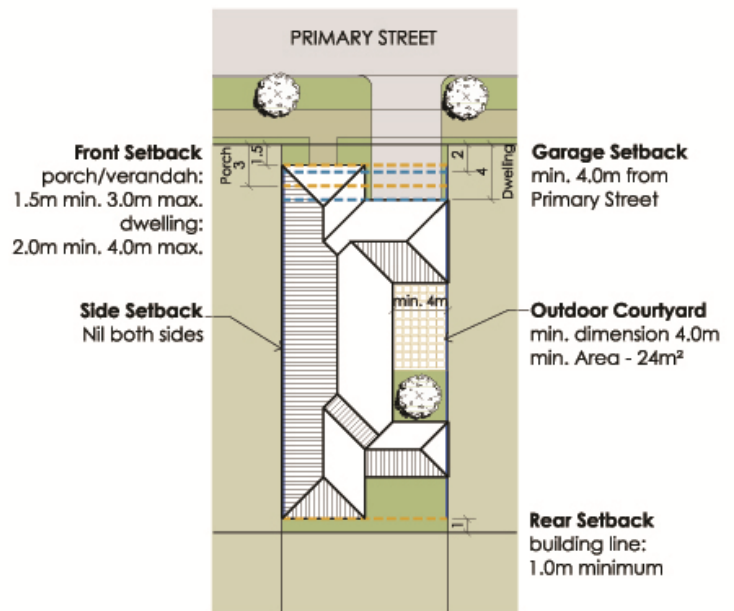 PRIMARY STREET
Front Setback
porch/verandah:
1.5m min. 3.0m max.
dwelling:
2.0m min. 4.0m max.
Porch
3
1.5
2
4
Dwelling
Garage Setback
min. 4.0m from
Primary Street
Side Setback
Nil both sides
min. 4m
Outdoor Courtyard
min. dimension 4.0m
min. Area - 24m²
1
Rear Setback
building line:
1.0m minimum